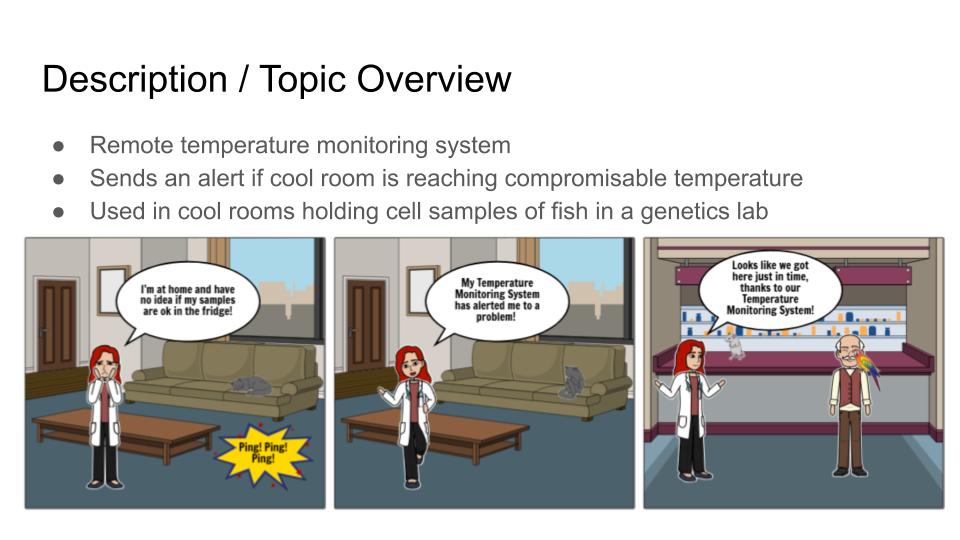 Description / Topic Overview
● Remote temperature monitoring system
● Sends an alert if cool room is reaching compromisable temperature
● Used in cool rooms holding cell samples of fish in a genetics lab
I'm at home and have
no idea if my samples
are ok in the fridge!
Ping! Ping!
Ping!
My Temperature
Monitoring System
has alerted me to a
problem!
Looks like we got
here just in time,
thanks to our
Temperature
Monitoring System!